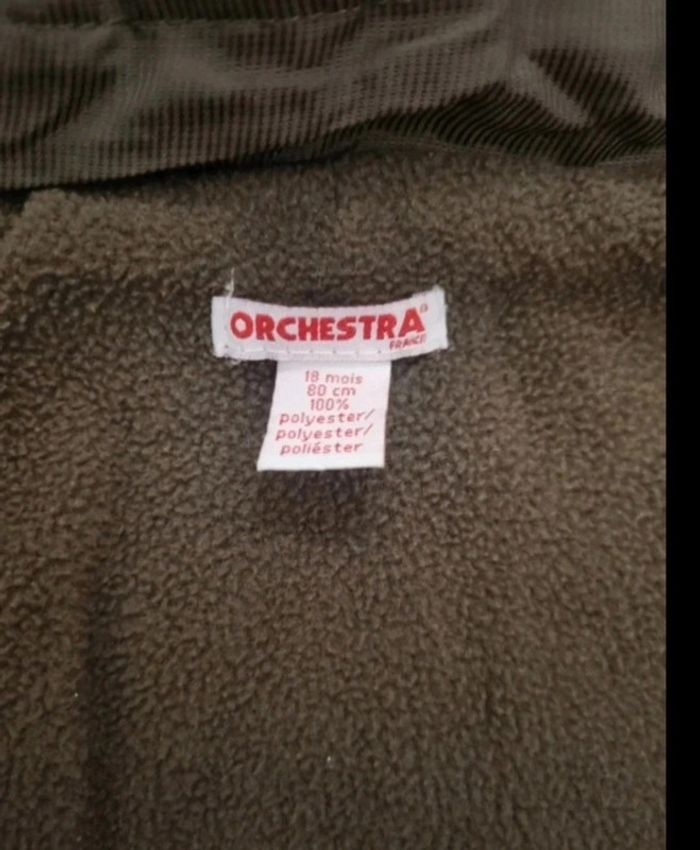 ORCHESTRA®
FRANCE
18 mois
80 cm
100%
polyester/
polyester/
poliéster